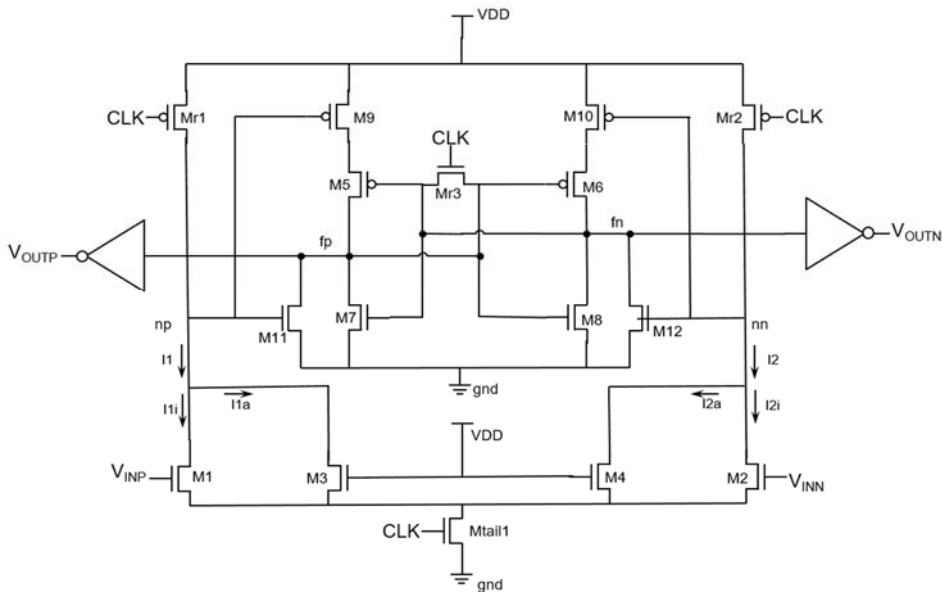 VDD
CLK
Mr1
M9
M10
Mr2
CLK
CLK
M5
Mr3
M6
fp
fn
VOUTP
VOUTN
np
M11
M7
M8
M12
nn
I1
I2
gnd
I1i
I1a
I2a
I2i
VDD
VINP
M1
M3
M4
M2
VINN
CLK
Mtail1
gnd